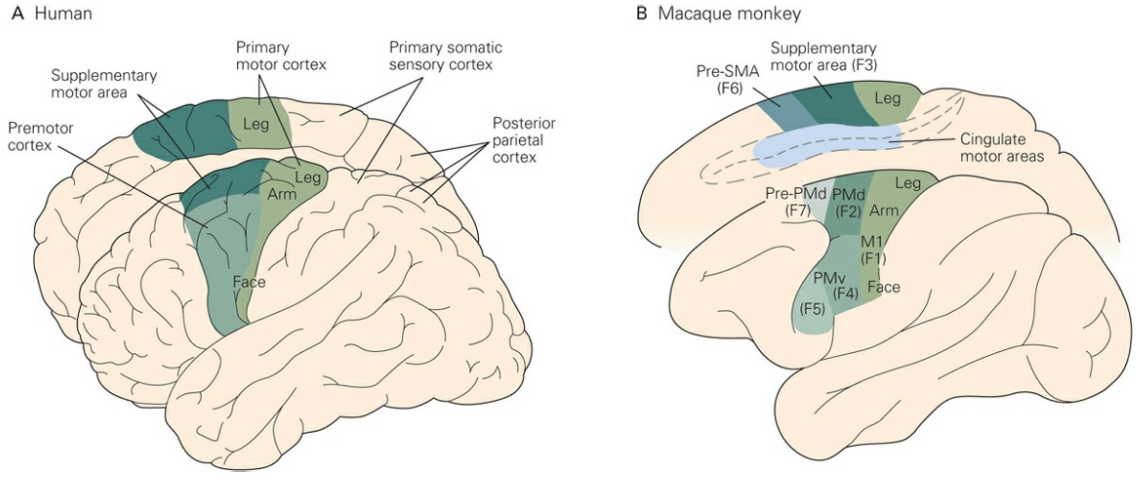 A Human
Primary
motor cortex
Primary somatic
sensory cortex
Supplementary
motor area
Premotor
cortex
Posterior
parietal
cortex
Leg
Leg
Arm
Face
B Macaque monkey
Supplementary
motor area (F3)
Pre-SMA
(F6)
Leg
Cingulate
motor areas
Pre-PMd
(F7)
PMd
(F2)
Leg
Arm
M1
(F1)
PMv
(F4)
Face
(F5)